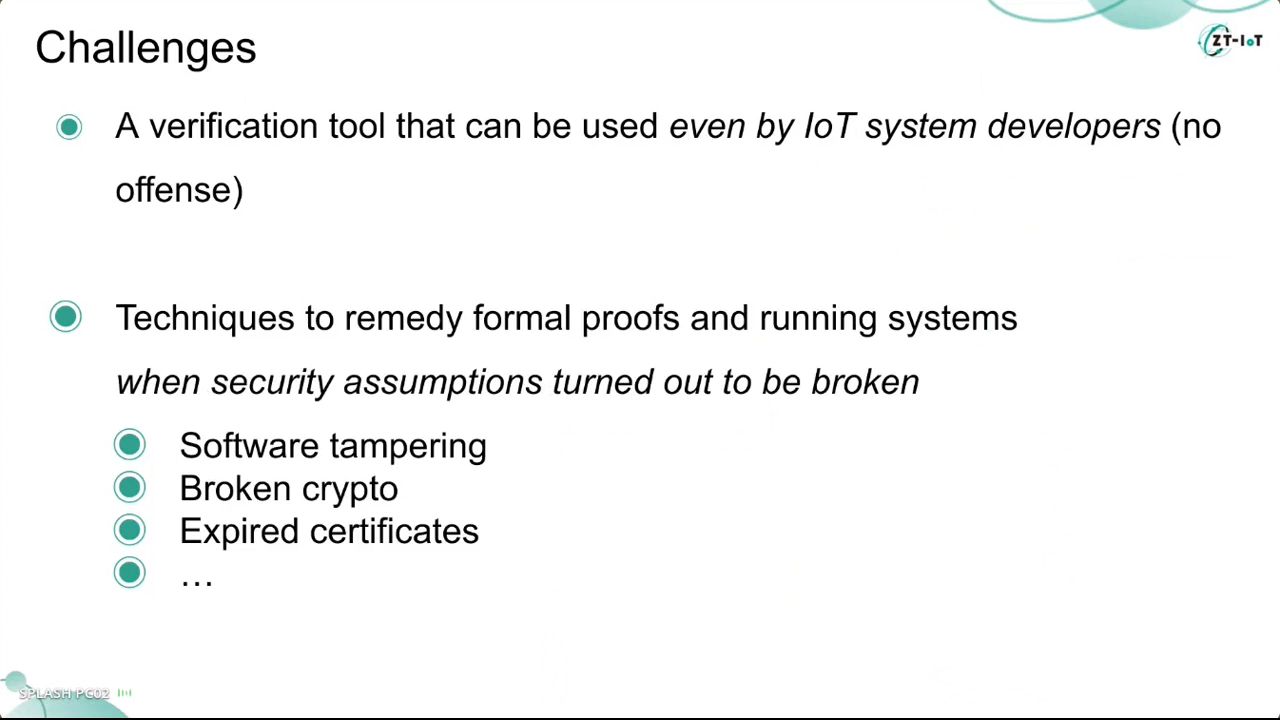 Challenges
ZT-IoT
A verification tool that can be used even by IoT system developers (no
offense)
Techniques to remedy formal proofs and running systems
when security assumptions turned out to be broken
Software tampering
Broken crypto
Expired certificates
…
SPLASH PC02